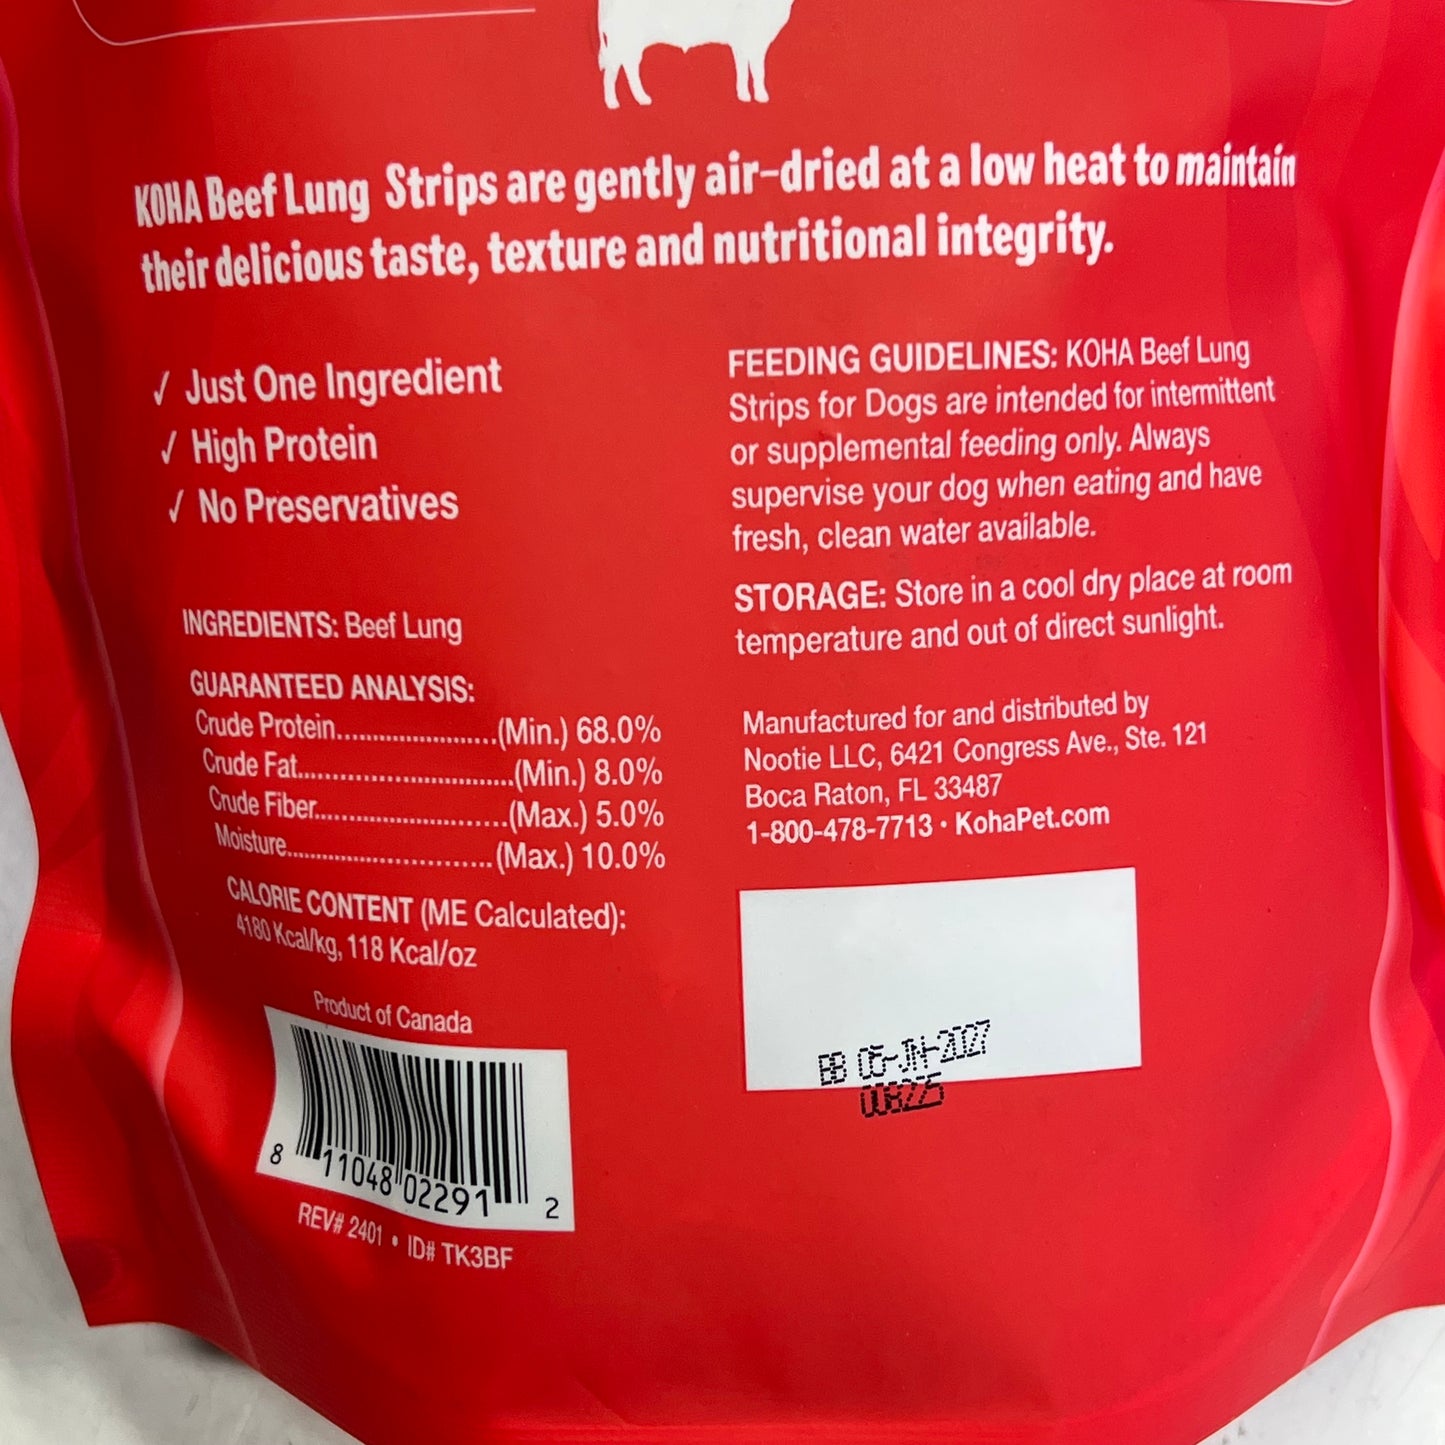 KOHA Beef Lung Strips are gently air-dried at a low heat to maintain
their delicious taste, texture and nutritional integrity.
✓ Just One Ingredient
✓ High Protein
✓ No Preservatives
INGREDIENTS: Beef Lung
GUARANTEED ANALYSIS:
Crude Protein........................(Min.) 68.0%
Crude Fat...............................(Min.) 8.0%
Crude Fiber............................(Max.) 5.0%
Moisture.............................(Max.) 10.0%
CALORIE CONTENT (ME Calculated):
4180 Kcal/kg, 118 Kcal/oz
Product of Canada
8 11048 02291 2
REV# 2401 • ID# TK3BF
FEEDING GUIDELINES: KOHA Beef Lung
Strips for Dogs are intended for intermittent
or supplemental feeding only. Always
supervise your dog when eating and have
fresh, clean water available.
STORAGE: Store in a cool dry place at room
temperature and out of direct sunlight.
Manufactured for and distributed by
Nootie LLC, 6421 Congress Ave., Ste. 121
Boca Raton, FL 33487
1-800-478-7713 • KohaPet.com
BB 05-JN-2027